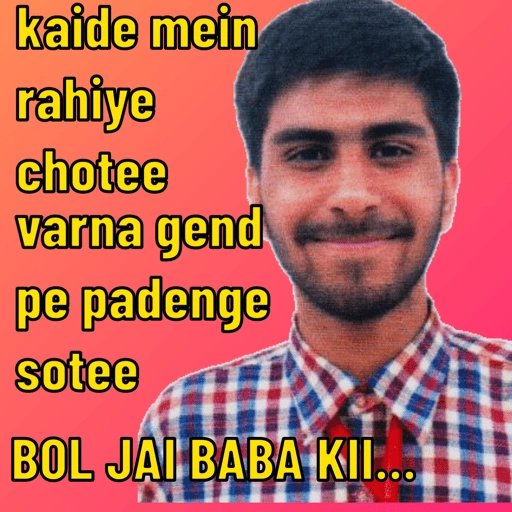 kaide mein
rahiye
chotee
varna gend
pe padenge
sotee
BOL JAI BABA KII...